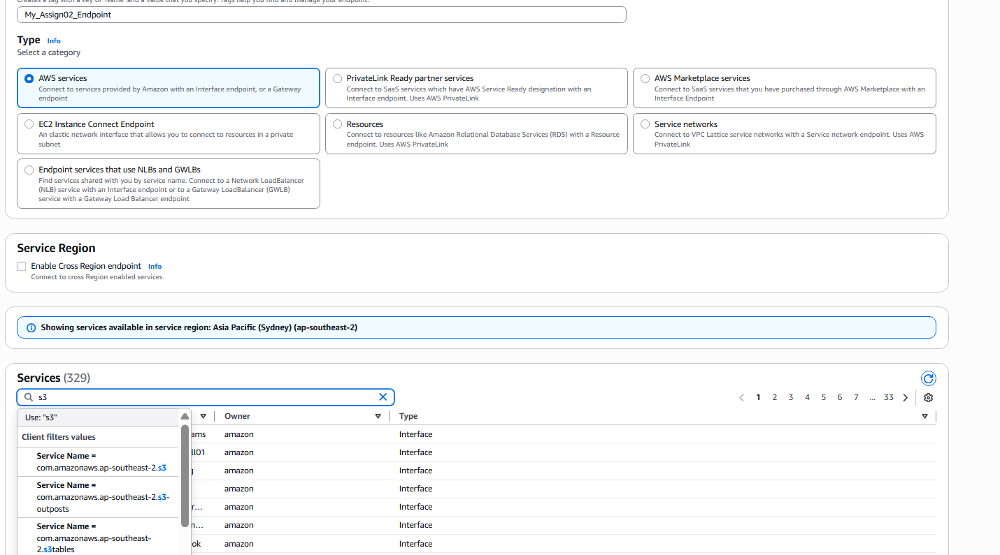 Creates a tag with a key of 'Name' and a value that you specify. Tags help you find and manage your endpoint.
My_Assign02_Endpoint
Type Info
Select a category
AWS services
Connect to services provided by Amazon with an Interface endpoint, or a Gateway
endpoint
PrivateLink Ready partner services
Connect to SaaS services which have AWS Service Ready designation with an
Interface endpoint. Uses AWS PrivateLink
AWS Marketplace services
Connect to SaaS services that you have purchased through AWS Marketplace with an
Interface Endpoint
EC2 Instance Connect Endpoint
An elastic network interface that allows you to connect to resources in a private
subnet
Resources
Connect to resources like Amazon Relational Database Services (RDS) with a Resource
endpoint. Uses AWS PrivateLink
Service networks
Connect to VPC Lattice service networks with a Service network endpoint. Uses AWS
PrivateLink
Endpoint services that use NLBs and GWLBs
Find services shared with you by service name. Connect to a Network LoadBalancer
(NLB) service with an Interface endpoint or to a Gateway LoadBalancer (GWLB)
service with a Gateway Load Balancer endpoint
Service Region
Enable Cross Region endpoint Info
Connect to cross Region enabled services.
Showing services available in service region: Asia Pacific (Sydney) (ap-southeast-2)
Services (329)
s3
1 2 3 4 5 6 7 ... 33
Use: "s3"
Client filters values
Service Name =
com.amazonaws.ap-southeast-2.s3
Service Name =
com.amazonaws.ap-southeast-2.s3-
outposts
Service Name =
com.amazonaws.ap-southeast-
2.s3tables
Owner Type
ams amazon Interface
ll01 amazon Interface
amazon Interface
amazon Interface
r... amazon Interface
n... amazon Interface
ok amazon Interface